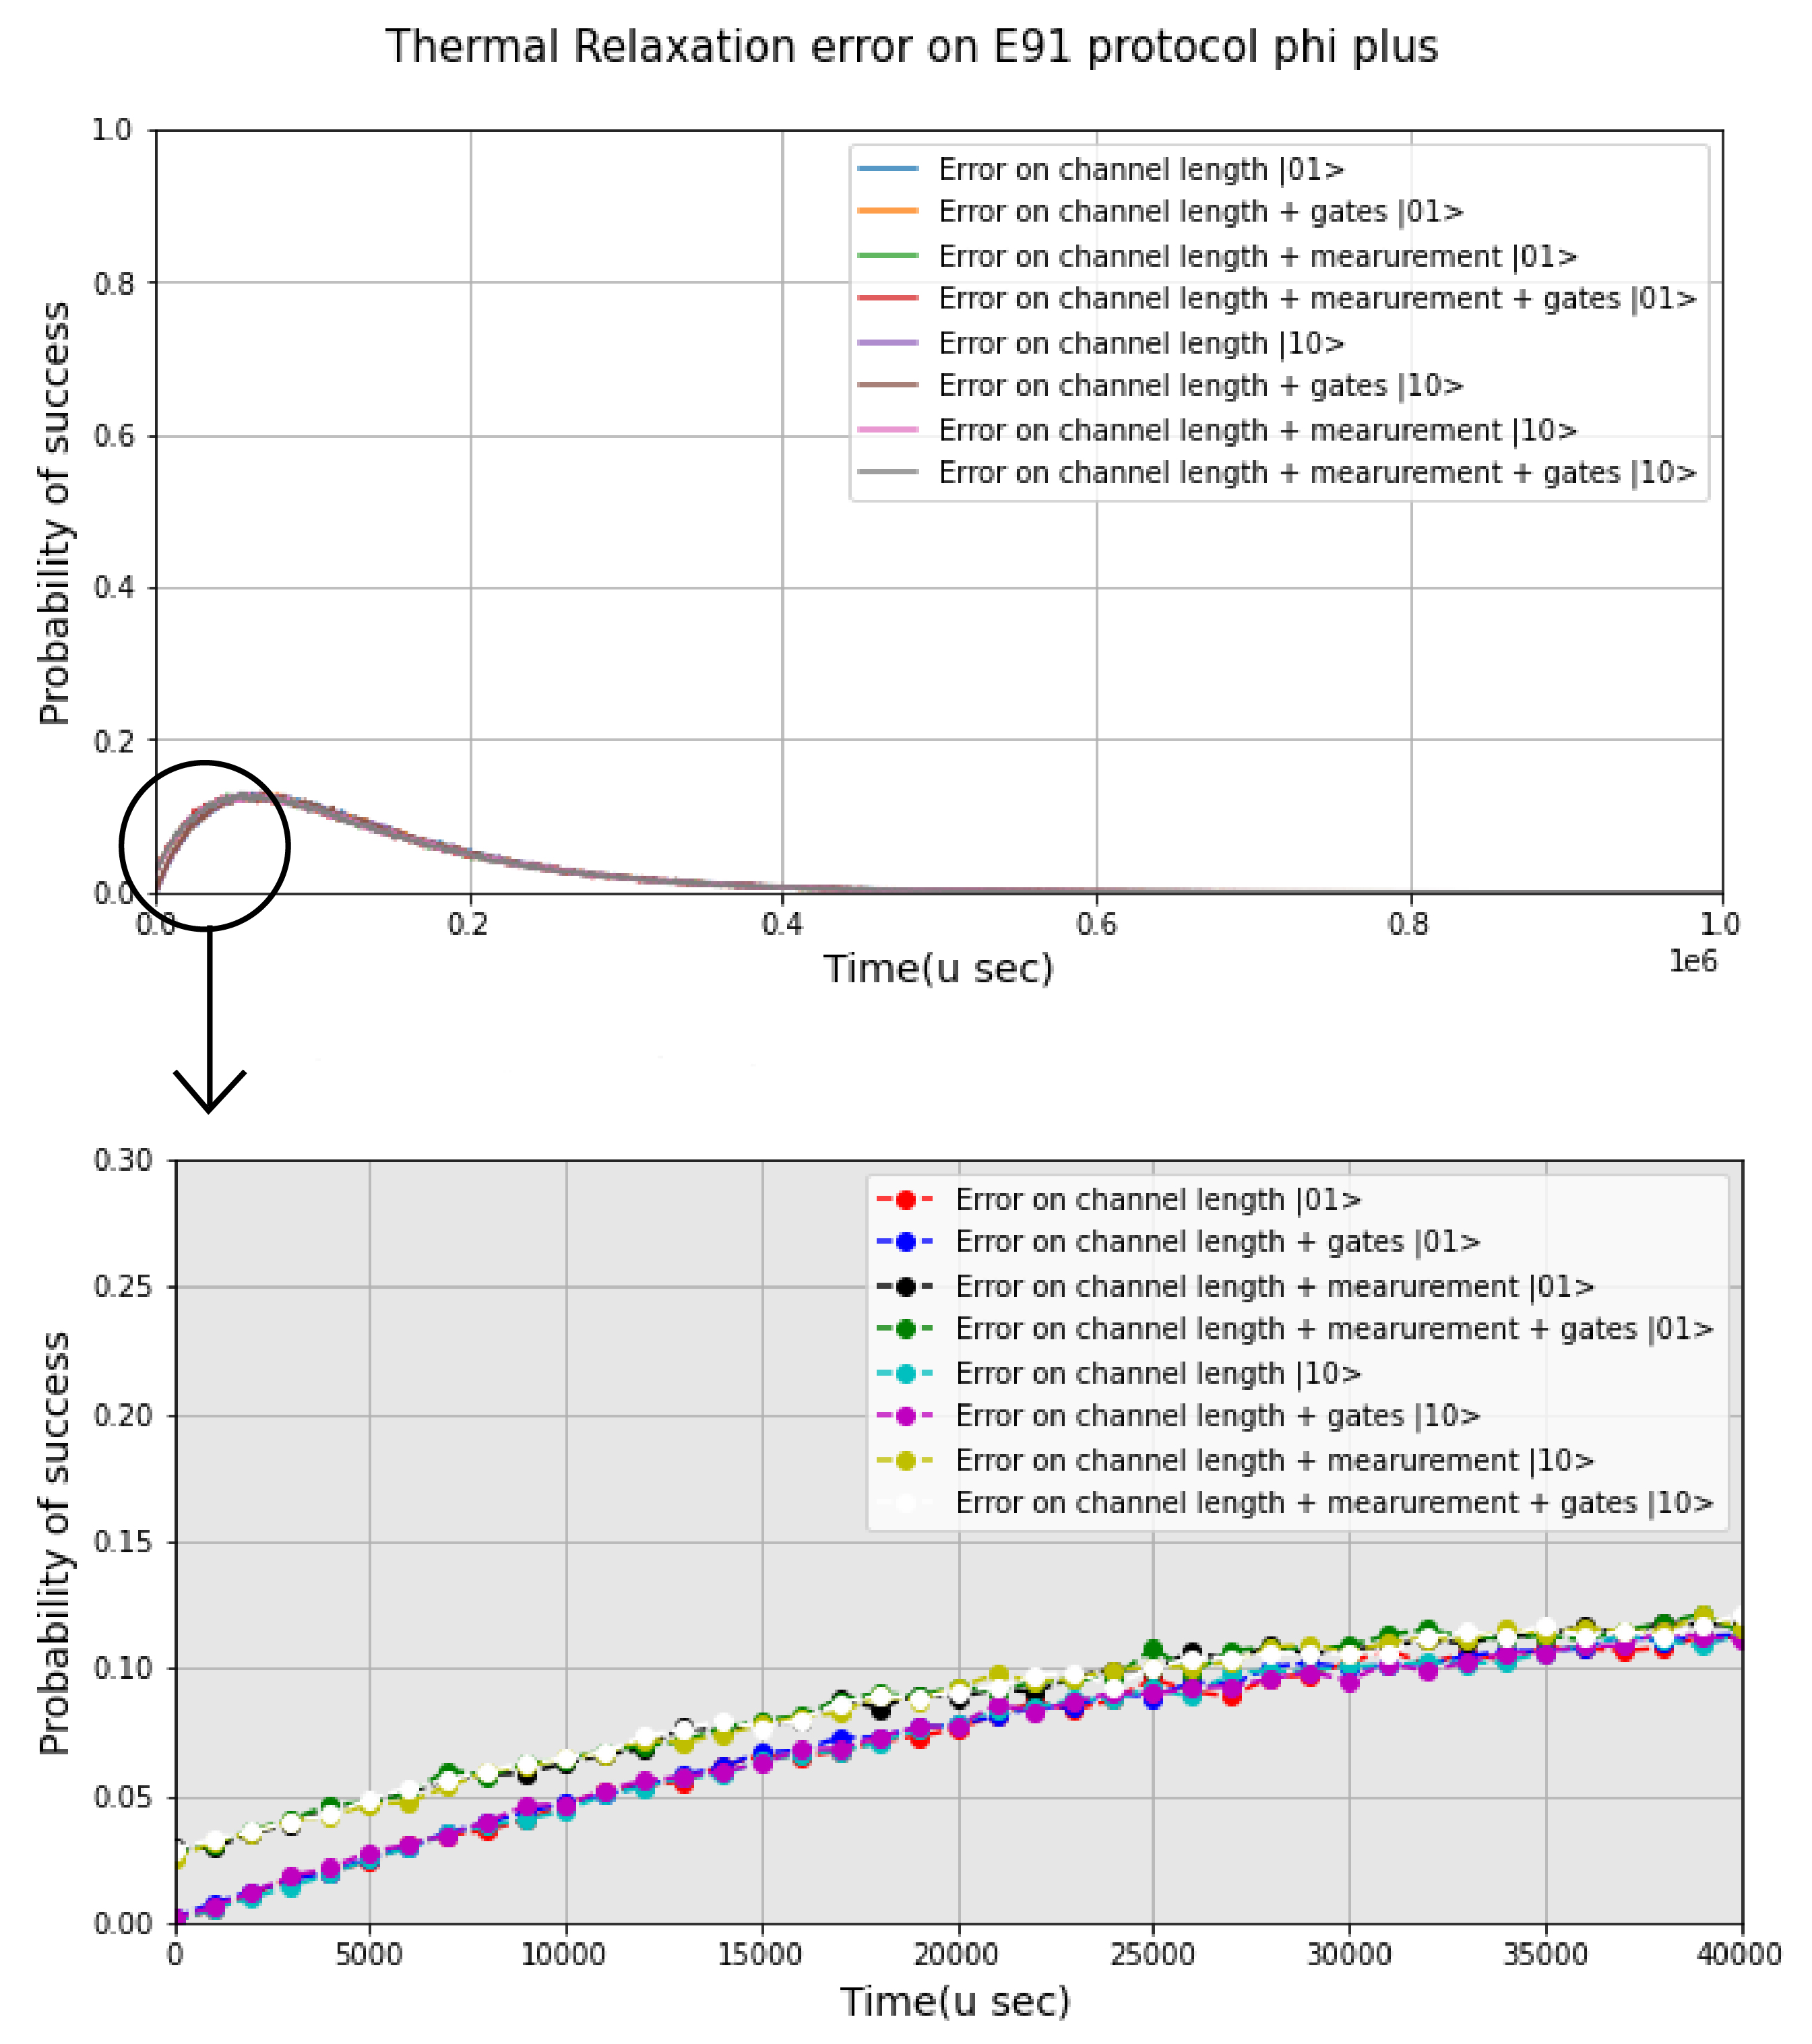 Thermal Relaxation error on E91 protocol phi plus
1.0
0.8
0.6
0.4
0.2
0.0
Probability of success
Error on channel length |01>
Error on channel length + gates |01>
Error on channel length + mearurement |01>
Error on channel length + mearurement + gates |01>
Error on channel length |10>
Error on channel length + gates |10>
Error on channel length + mearurement |10>
Error on channel length + mearurement + gates |10>
0.0 0.2 0.4 0.6 0.8 1.0
1e6
Time(u sec)
0.30
0.25
0.20
0.15
0.10
0.05
0.00
Probability of success
Error on channel length |01>
Error on channel length + gates |01>
Error on channel length + mearurement |01>
Error on channel length + mearurement + gates |01>
Error on channel length |10>
Error on channel length + gates |10>
Error on channel length + mearurement |10>
Error on channel length + mearurement + gates |10>
0 5000 10000 15000 20000 25000 30000 35000 40000
Time(u sec)